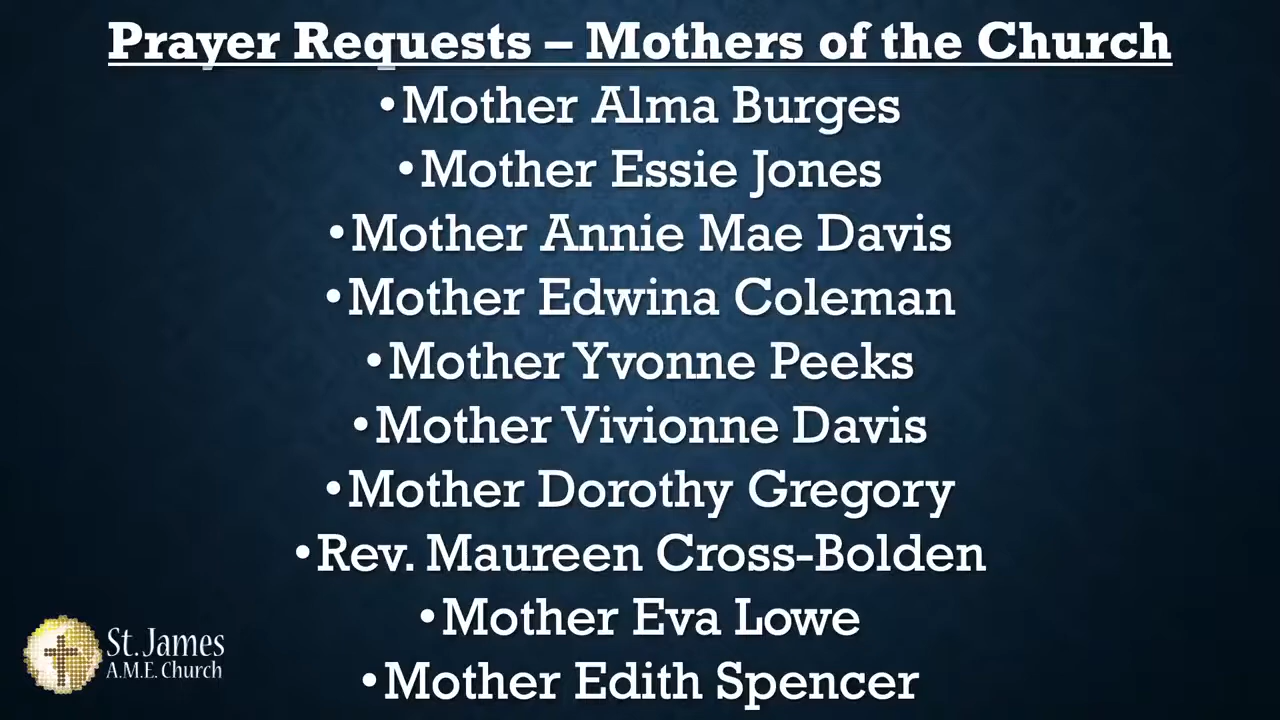 Prayer Requests – Mothers of the Church
•Mother Alma Burges
•Mother Essie Jones
•Mother Annie Mae Davis
•Mother Edwina Coleman
•Mother Yvonne Peeks
•Mother Vivionne Davis
•Mother Dorothy Gregory
•Rev. Maureen Cross-Bolden
•Mother Eva Lowe
•Mother Edith Spencer
St. James
A.M.E. Church